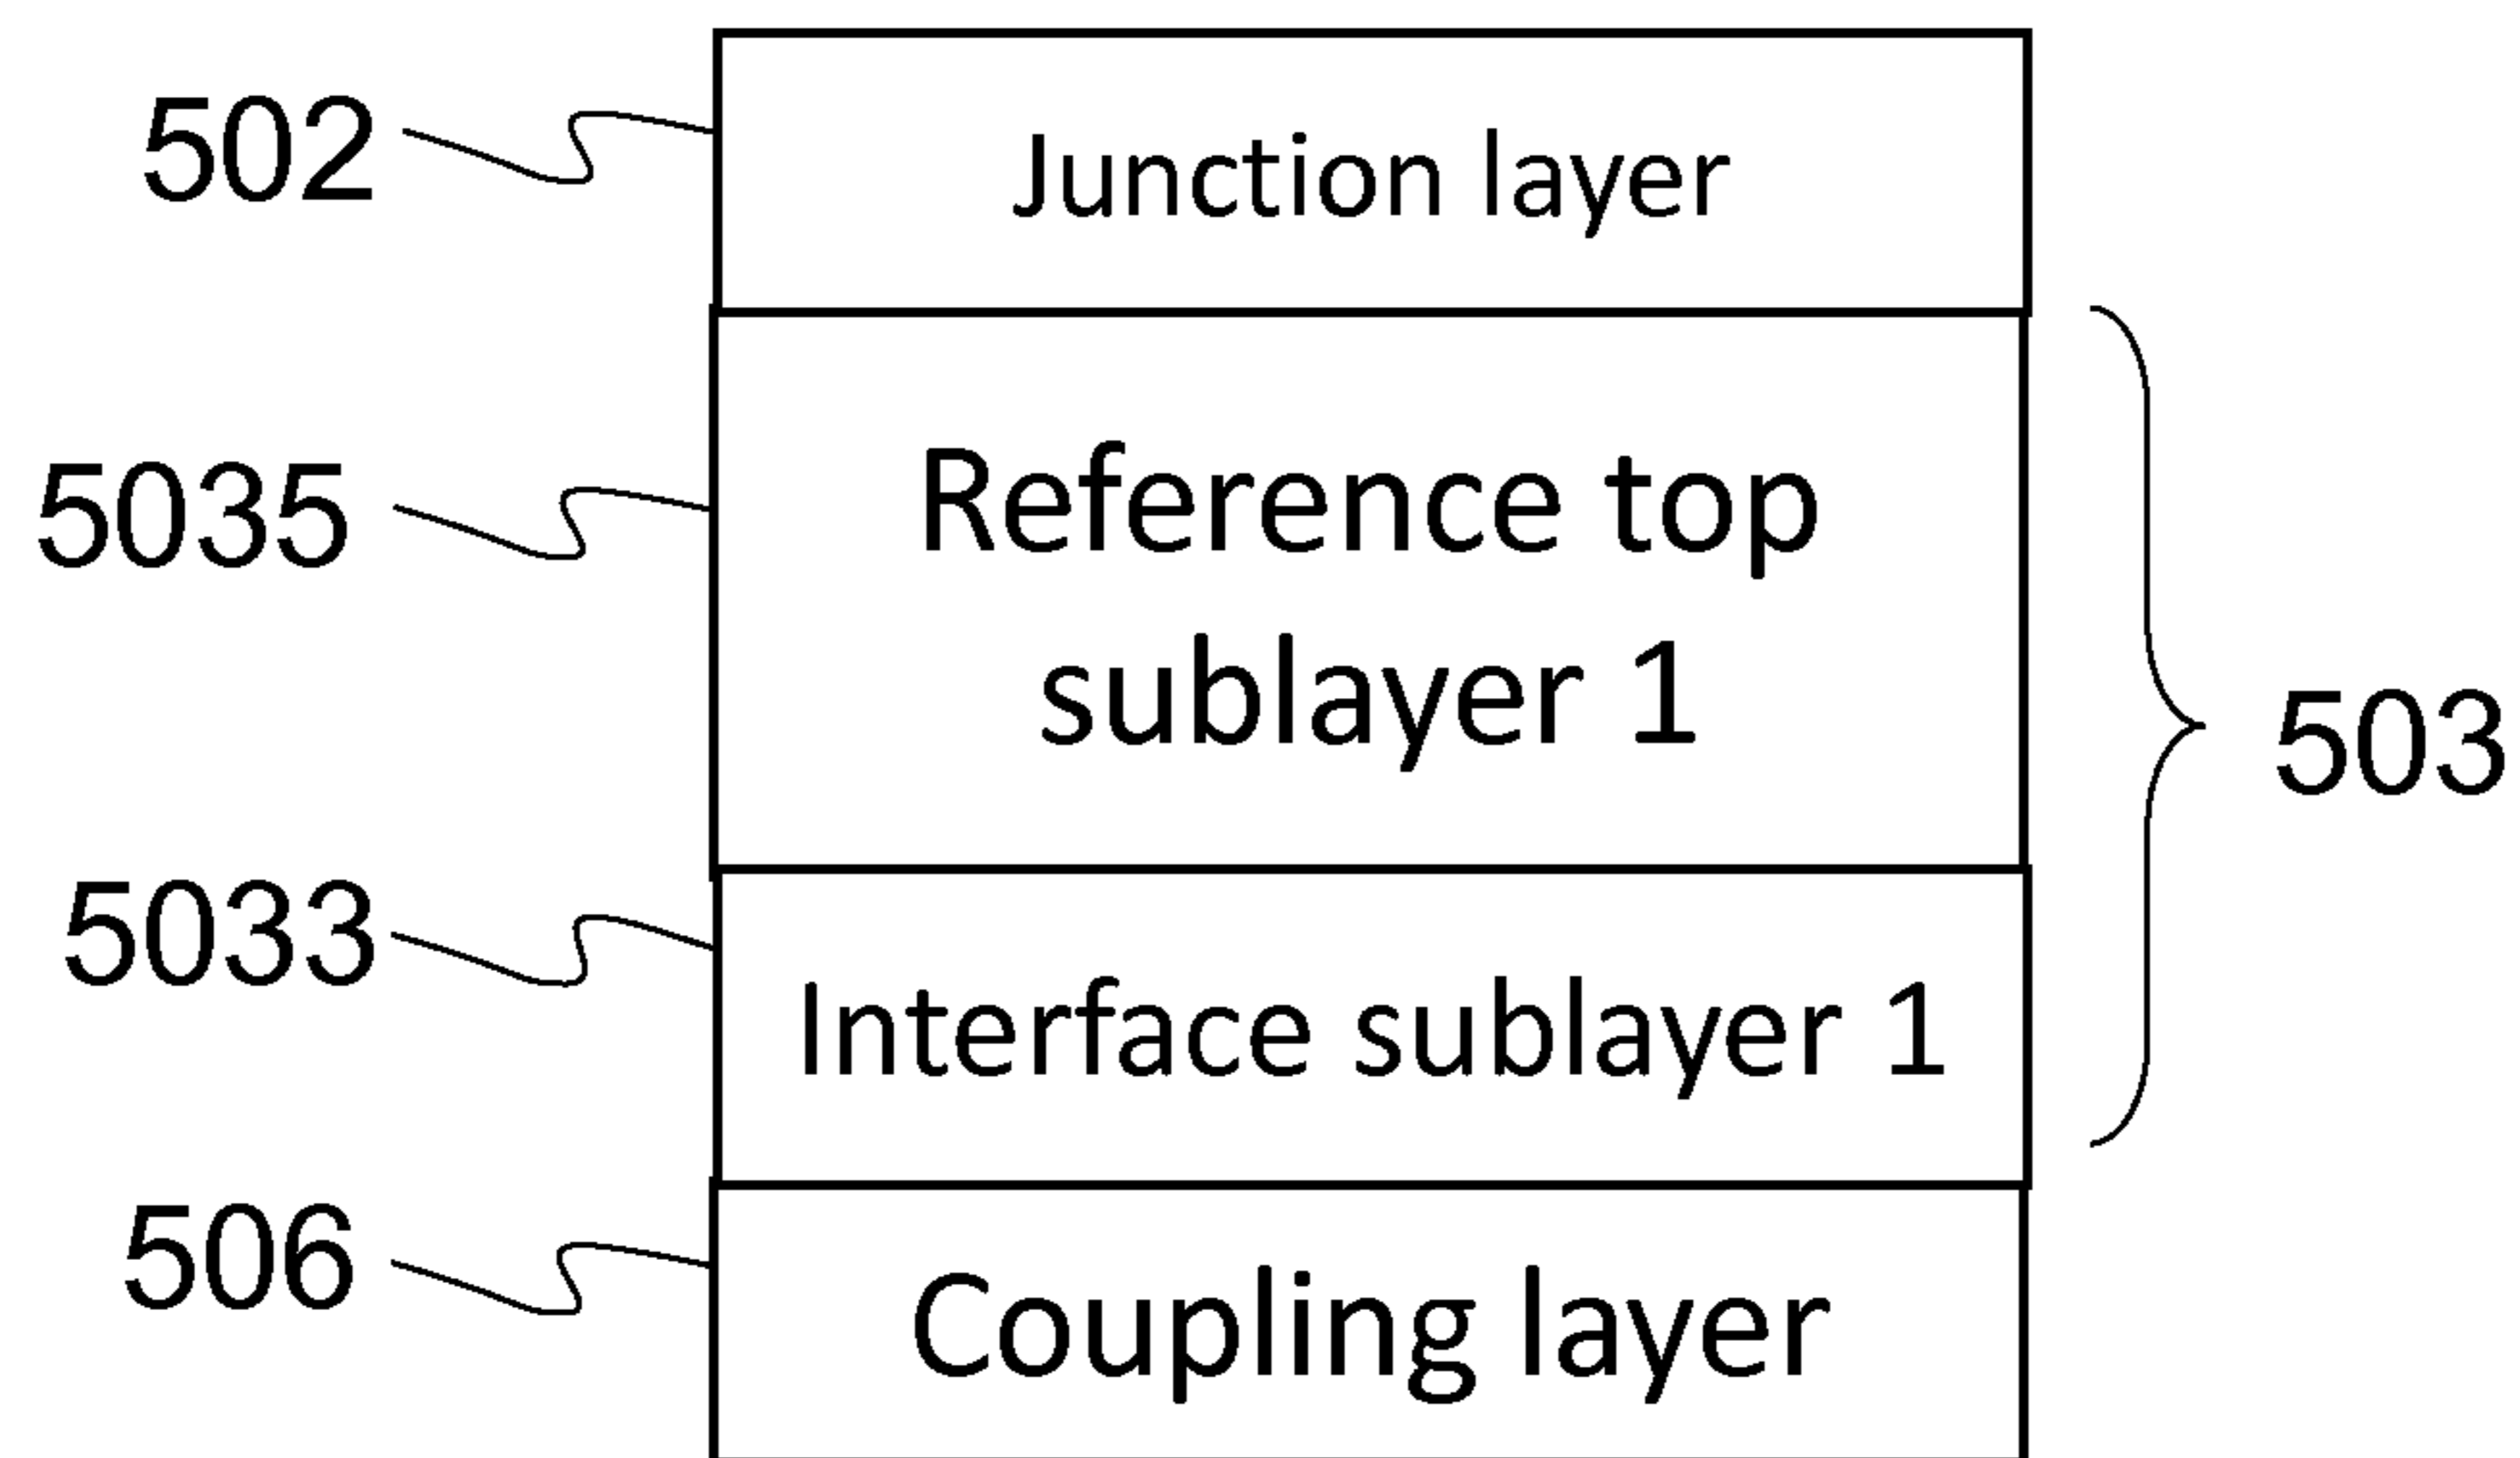 502
Junction layer
5035
Reference top
sublayer 1
503
5033
Interface sublayer 1
506
Coupling layer